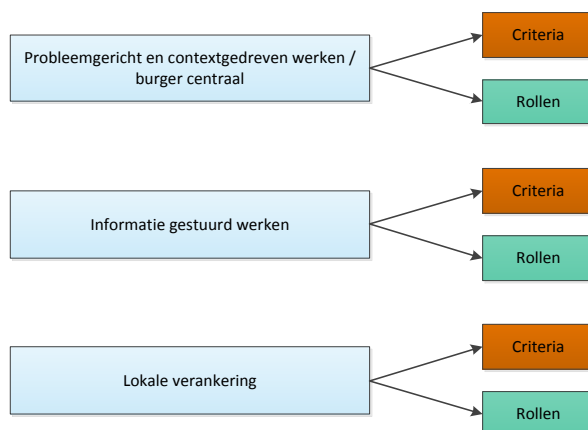 Probleemgericht en contextgedreven werken /
burger centraal
Criteria
Rollen
Informatie gestuurd werken
Criteria
Rollen
Lokale verankering
Criteria
Rollen